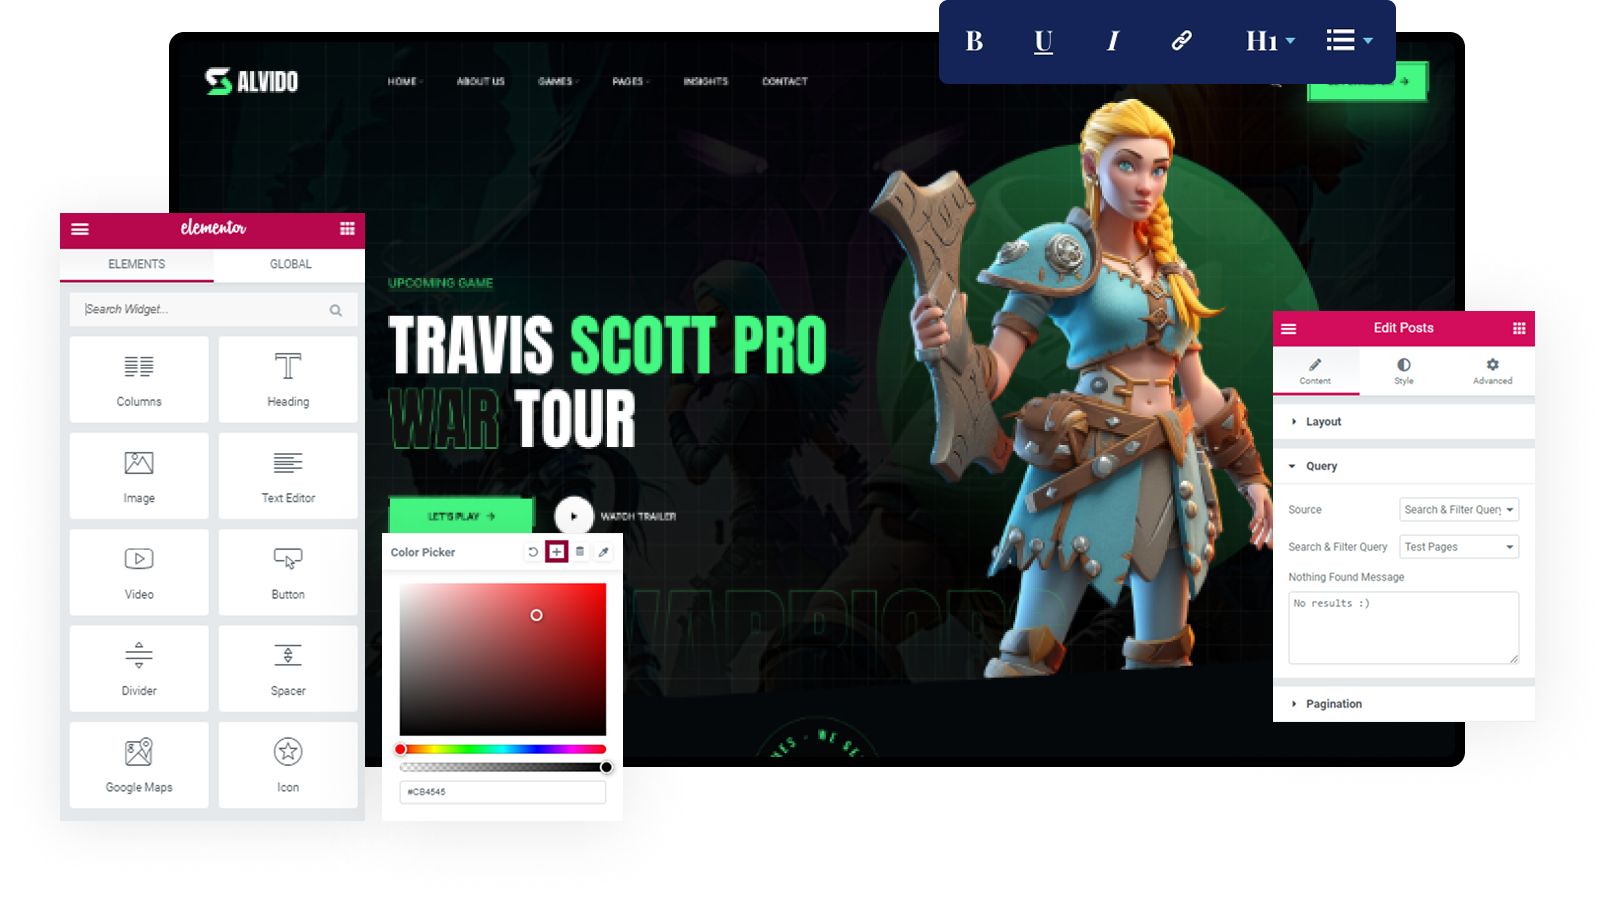 B U I H1
ALVIDO
HOME ABOUT US GAMES PAGES INSIGHTS CONTACT
elementor
ELEMENTS GLOBAL
Search Widget...
Columns Heading
Image Text Editor
Video Button
Divider Spacer
Google Maps Icon
UPCOMING GAME
TRAVIS SCOTT PRO
WAR TOUR
LET'S PLAY →
WATCH TRAILER
WARRIORS
Color Picker
#CB4545
WE SE
Edit Posts
Content Style Advanced
Layout
Query
Source Search & Filter Query
Search & Filter Query Test Pages
Nothing Found Message
No results :)
Pagination